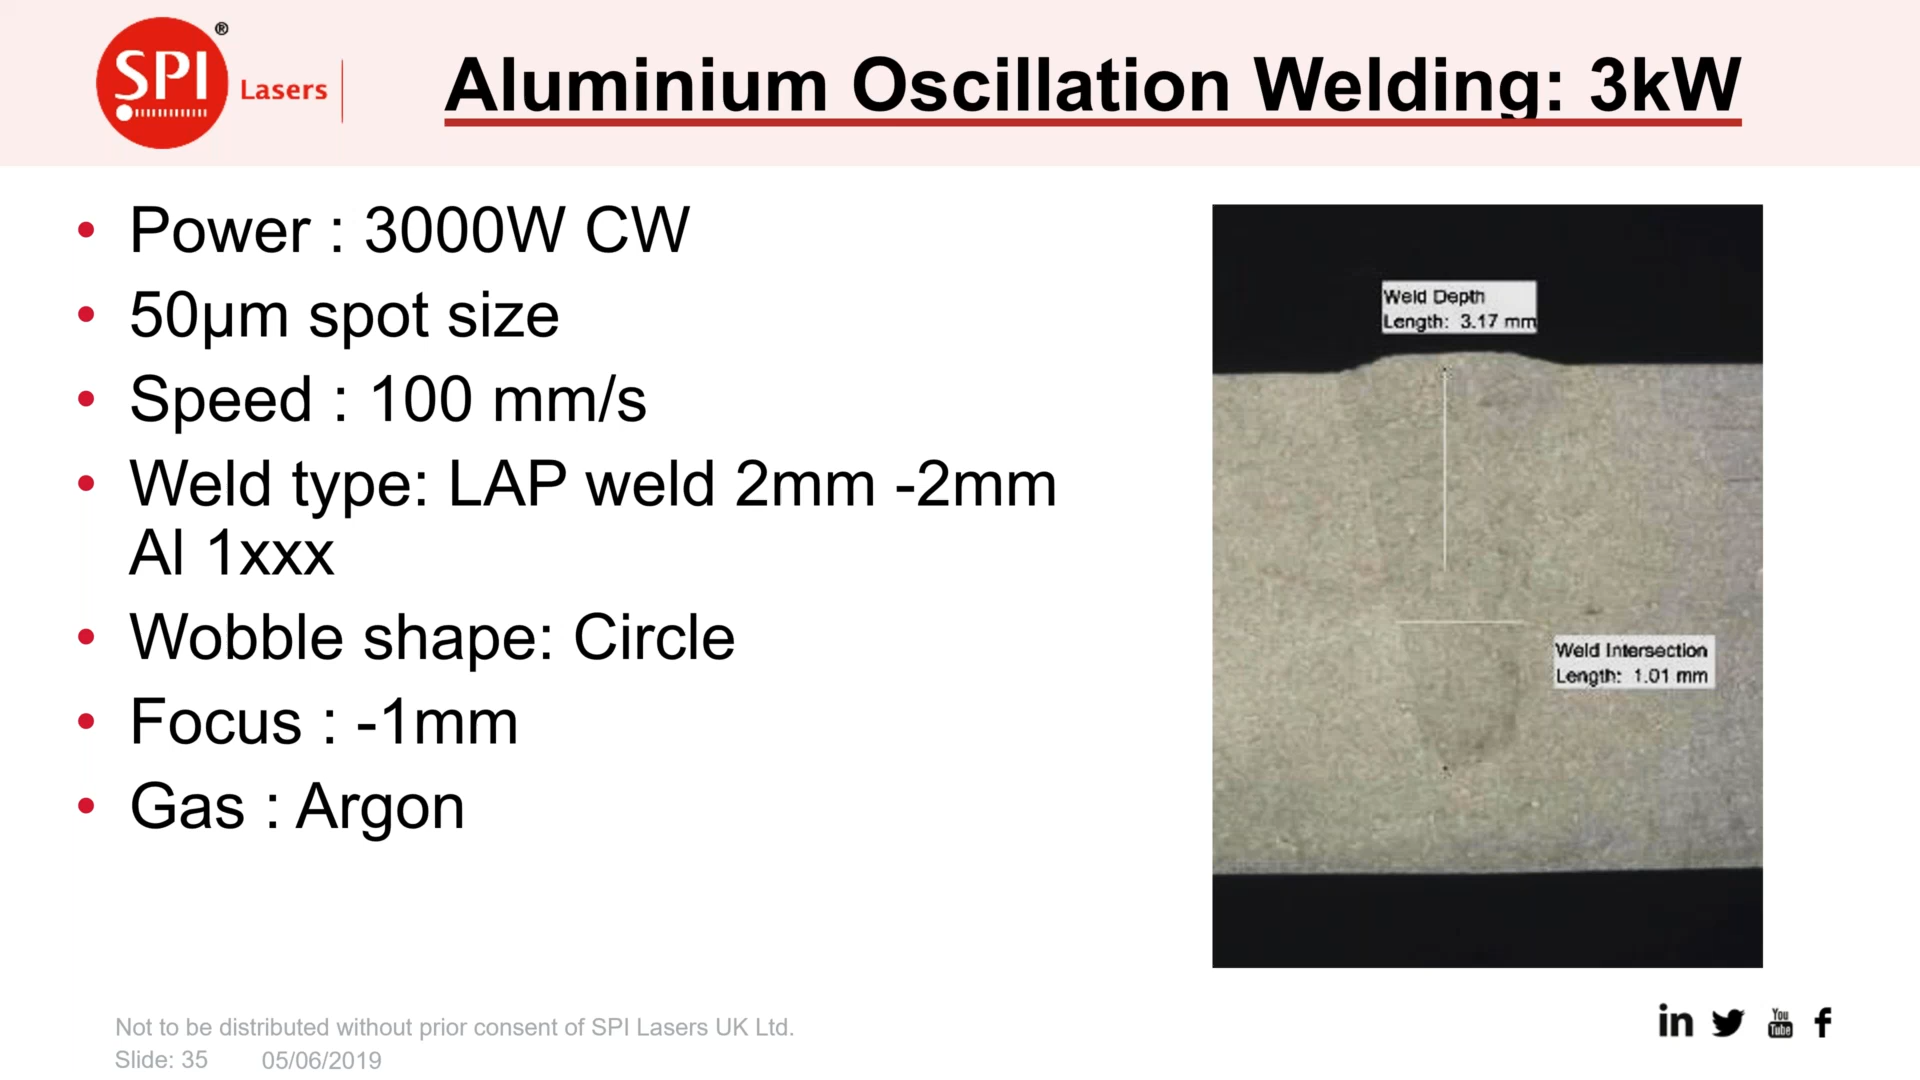 SPI
®
Lasers
Aluminium Oscillation Welding: 3kW
• Power : 3000W CW
• 50µm spot size
• Speed : 100 mm/s
• Weld type: LAP weld 2mm -2mm
Al 1xxx
• Wobble shape: Circle
• Focus : -1mm
• Gas : Argon
Weld Depth
Length: 3.17 mm
Weld Intersection
Length: 1.01 mm
Not to be distributed without prior consent of SPI Lasers UK Ltd.
Slide: 35 05/06/2019
in
You
Tube
f